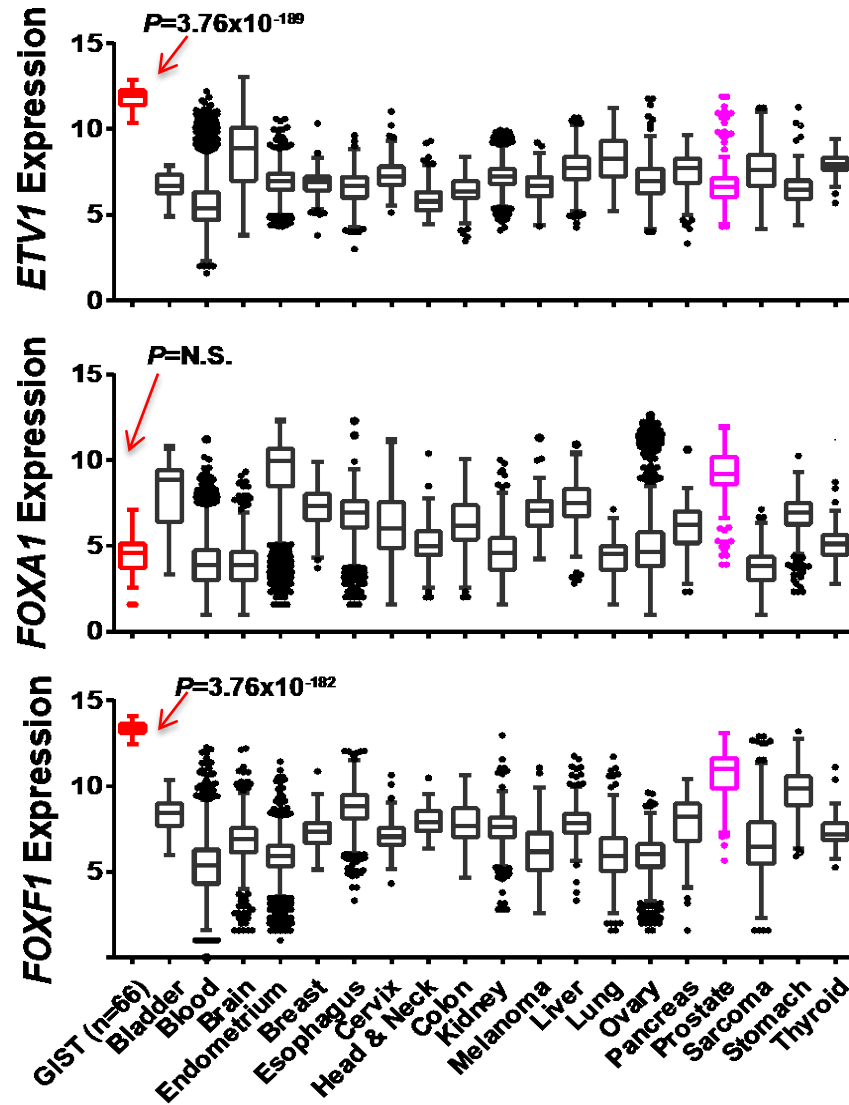 P=3.76x10⁻¹⁸⁹
15
10
5
0
ETV1 Expression
P=N.S.
15
10
5
0
FOXA1 Expression
P=3.76x10⁻¹⁸²
15
10
5
FOXF1 Expression
GIST (n=66)
Bladder
Blood
Brain
Endometrium
Breast
Esophagus
Cervix
Head & Neck
Colon
Kidney
Melanoma
Liver
Lung
Ovary
Pancreas
Prostate
Sarcoma
Stomach
Thyroid